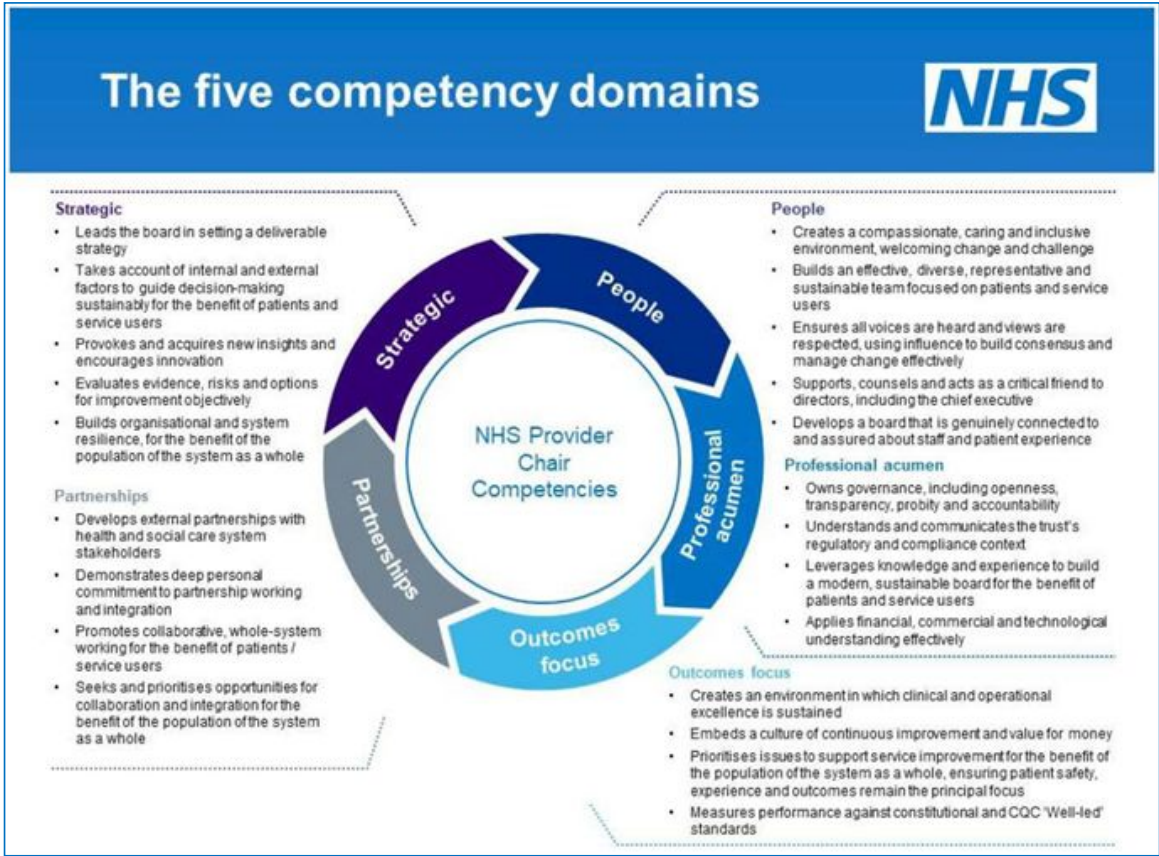 The five competency domains
NHS
Strategic
• Leads the board in setting a deliverable
strategy
• Takes account of internal and external
factors to guide decision-making
sustainably for the benefit of patients and
service users
• Provokes and acquires new insights and
encourages innovation
• Evaluates evidence, risks and options
for improvement objectively
• Builds organisational and system
resilience, for the benefit of the
population of the system as a whole
Partnerships
• Develops external partnerships with
health and social care system
stakeholders
• Demonstrates deep personal
commitment to partnership working
and integration
• Promotes collaborative, whole-system
working for the benefit of patients /
service users
• Seeks and prioritises opportunities for
collaboration and integration for the
benefit of the population of the system
as a whole
Strategic
People
Professional
acumen
Outcomes
focus
Partnerships
NHS Provider
Chair
Competencies
People
• Creates a compassionate, caring and inclusive
environment, welcoming change and challenge
• Builds an effective, diverse, representative and
sustainable team focused on patients and service
users
• Ensures all voices are heard and views are
respected, using influence to build consensus and
manage change effectively
• Supports, counsels and acts as a critical friend to
directors, including the chief executive
• Develops a board that is genuinely connected to
and assured about staff and patient experience
Professional acumen
• Owns governance, including openness,
transparency, probity and accountability
• Understands and communicates the trust's
regulatory and compliance context
• Leverages knowledge and experience to build
a modern, sustainable board for the benefit of
patients and service users
• Applies financial, commercial and technological
understanding effectively
Outcomes focus
• Creates an environment in which clinical and operational
excellence is sustained
• Embeds a culture of continuous improvement and value for money
• Prioritises issues to support service improvement for the benefit of
the population of the system as a whole, ensuring patient safety,
experience and outcomes remain the principal focus
• Measures performance against constitutional and CQC 'Well-led'
standards